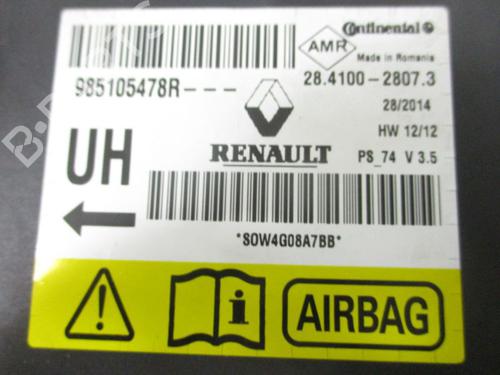 Continental
AMR
Made in Romania
985105478R---
28.4100-2807.3
28/2014
HW 12/12
UH
RENAULT
PS_74 V 3.5
*S0W4G08A7BB*
i
AIRBAG